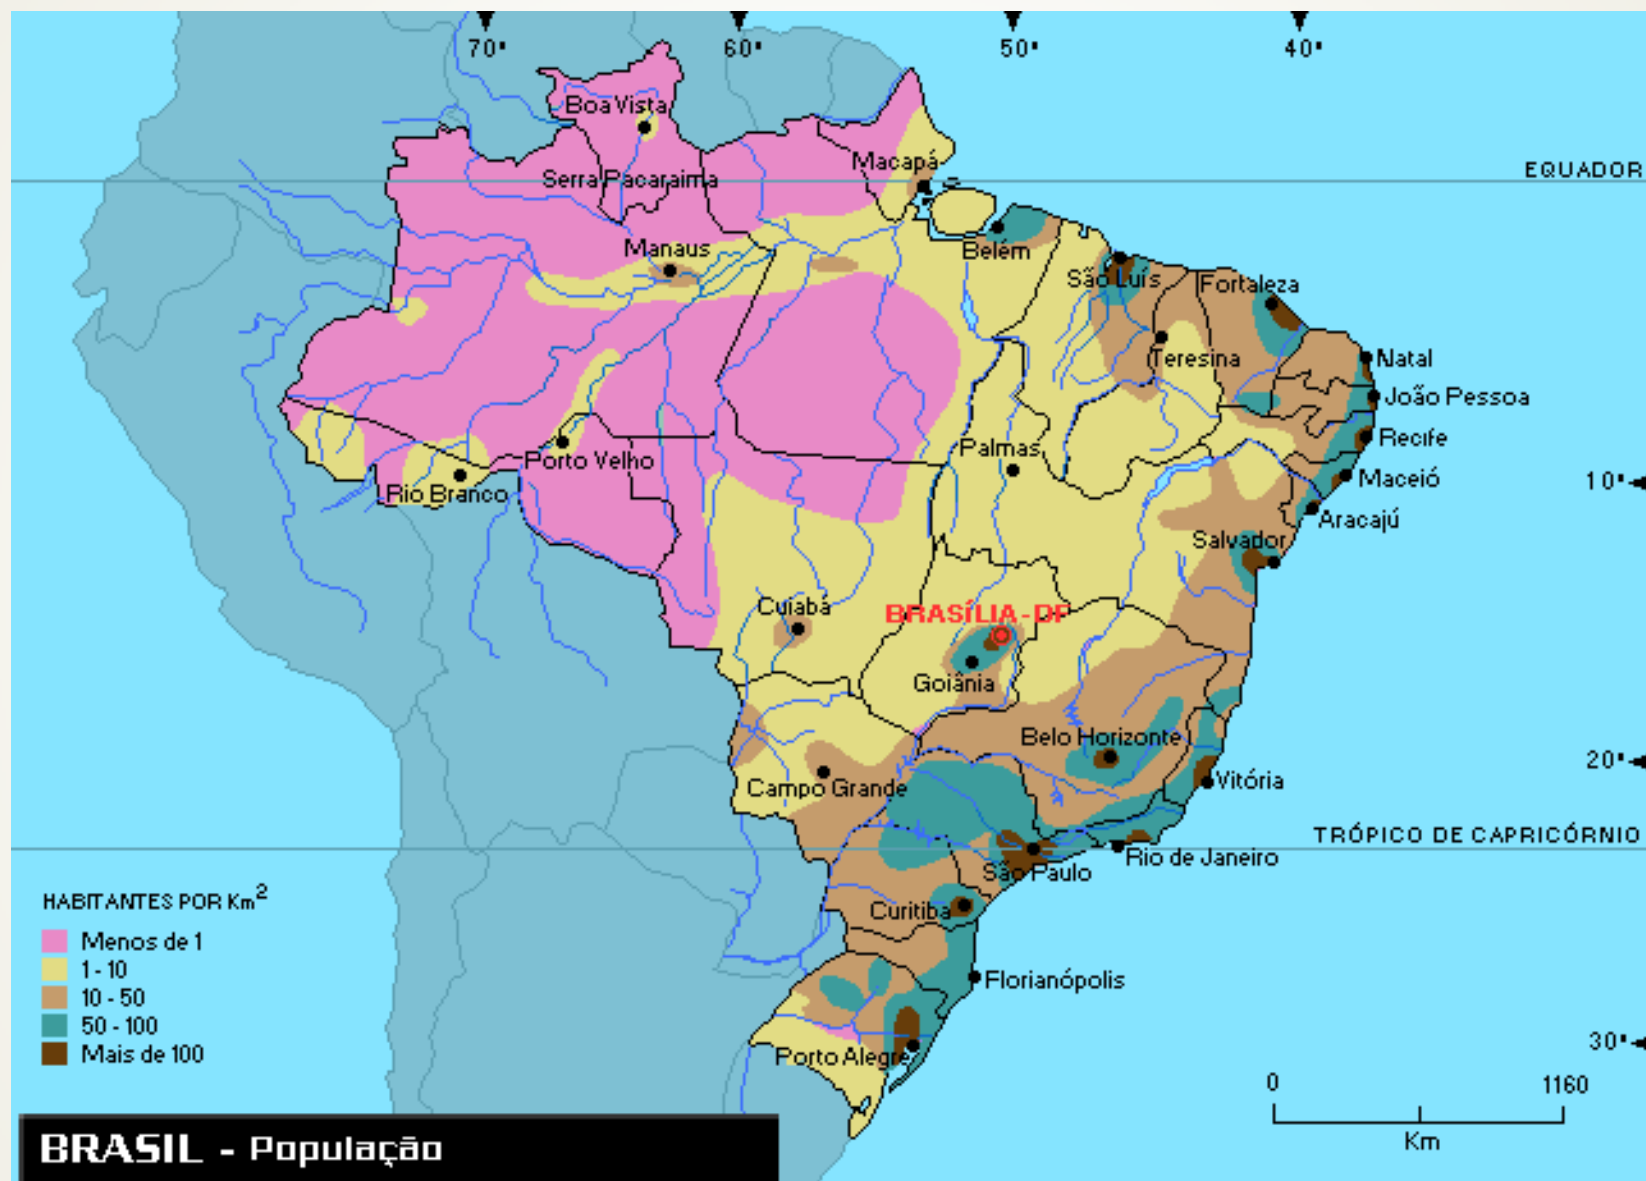 70°
60°
50°
40°
Boa Vista
Macapá
EQUADOR
Serra Pacaraima
Manaus
Belém
São Luís
Fortaleza
Teresina
Natal
João Pessoa
Recife
Palmas
Porto Velho
Maceió
10°
Rio Branco
Aracajú
Salvador
Cuiabá
BRASÍLIA-DF
Goiânia
Belo Horizonte
20°
Vitória
Campo Grande
TRÓPICO DE CAPRICÓRNIO
Rio de Janeiro
São Paulo
Curitiba
Florianópolis
30°
Porto Alegre
HABITANTES POR Km²
Menos de 1
1 - 10
10 - 50
50 - 100
Mais de 100
0 1160
Km
BRASIL - População